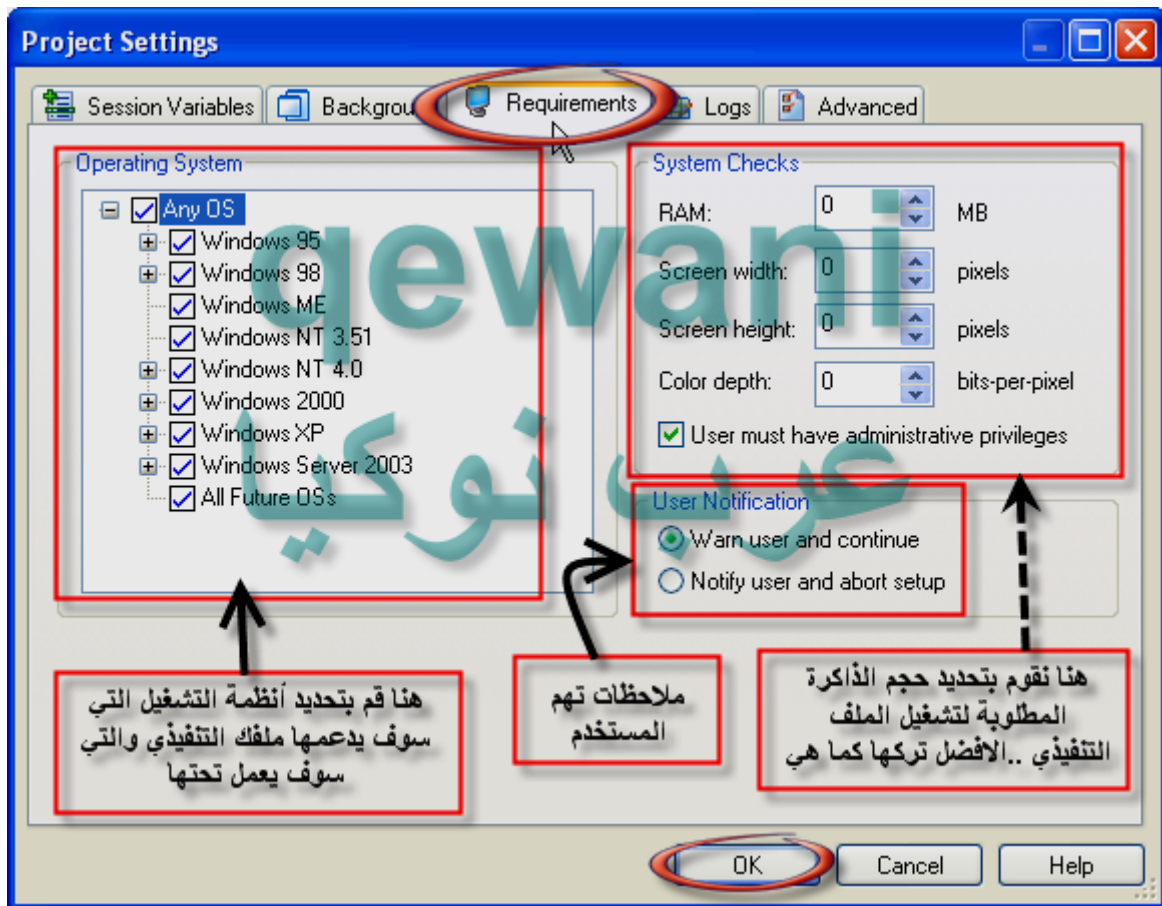 Project Settings
Session Variables
Backgrou
Requirements
Logs
Advanced
Operating System
Any OS
Windows 95
Windows 98
Windows ME
Windows NT 3.51
Windows NT 4.0
Windows 2000
Windows XP
Windows Server 2003
All Future OSs
System Checks
RAM: 0 MB
Screen width: 0 pixels
Screen height: 0 pixels
Color depth: 0 bits-per-pixel
User must have administrative privileges
User Notification
Warn user and continue
Notify user and abort setup
qewani
عرب نوكيا
هنا قم بتحديد أنظمة التشغيل التي
سوف يدعمها ملفك التنفيذي والتي
سوف يعمل تحتها
ملاحظات تهم
المستخدم
هنا نقوم بتحديد حجم الذاكرة
المطلوبة لتشغيل الملف
التنفيذي ..الافضل تركها كما هي
OK
Cancel
Help